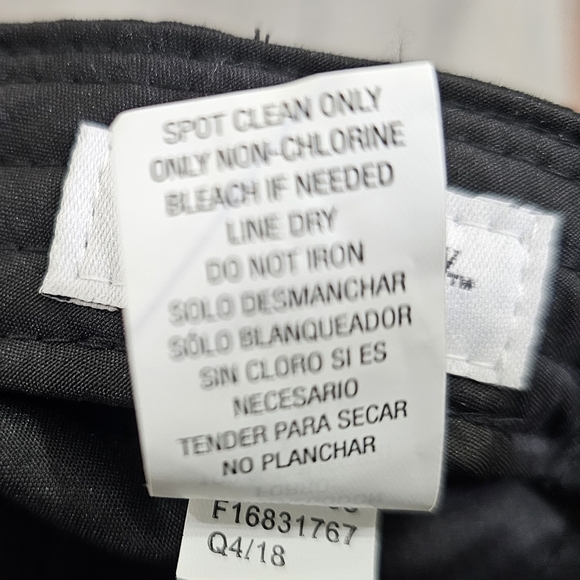 SPOT CLEAN ONLY
ONLY NON-CHLORINE
BLEACH IF NEEDED
LINE DRY
DO NOT IRON
SOLO DESMANCHAR
SÓLO BLANQUEADOR
SIN CLORO SI ES
NECESARIO
TENDER PARA SECAR
NO PLANCHAR
F16831767
Q4/18